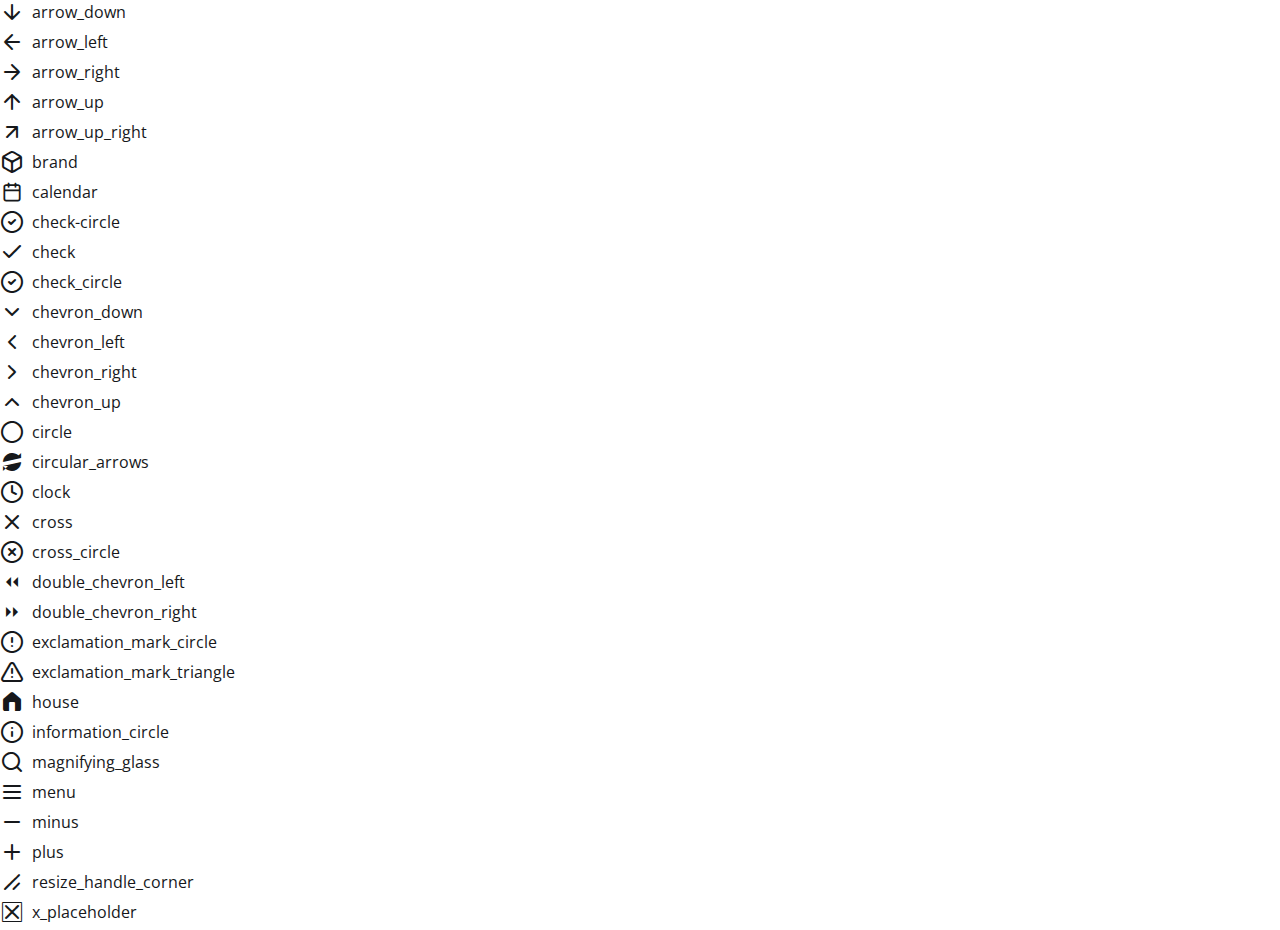 arrow_down
arrow_left
arrow_right
arrow_up
arrow_up_right
brand
calendar
check-circle
check
check_circle
chevron_down
chevron_left
chevron_right
chevron_up
circle
circular_arrows
clock
cross
cross_circle
double_chevron_left
double_chevron_right
exclamation_mark_circle
exclamation_mark_triangle
house
information_circle
magnifying_glass
menu
minus
plus
resize_handle_corner
x_placeholder